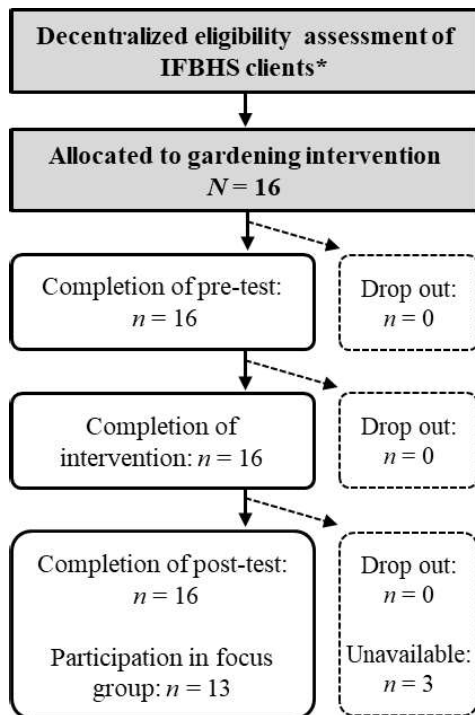 Decentralized eligibility assessment of
IFBHS clients*
Allocated to gardening intervention
N = 16
Completion of pre-test:
n = 16
Drop out:
n = 0
Completion of
intervention: n = 16
Drop out:
n = 0
Completion of post-test:
n = 16
Participation in focus
group: n = 13
Drop out:
n = 0
Unavailable:
n = 3